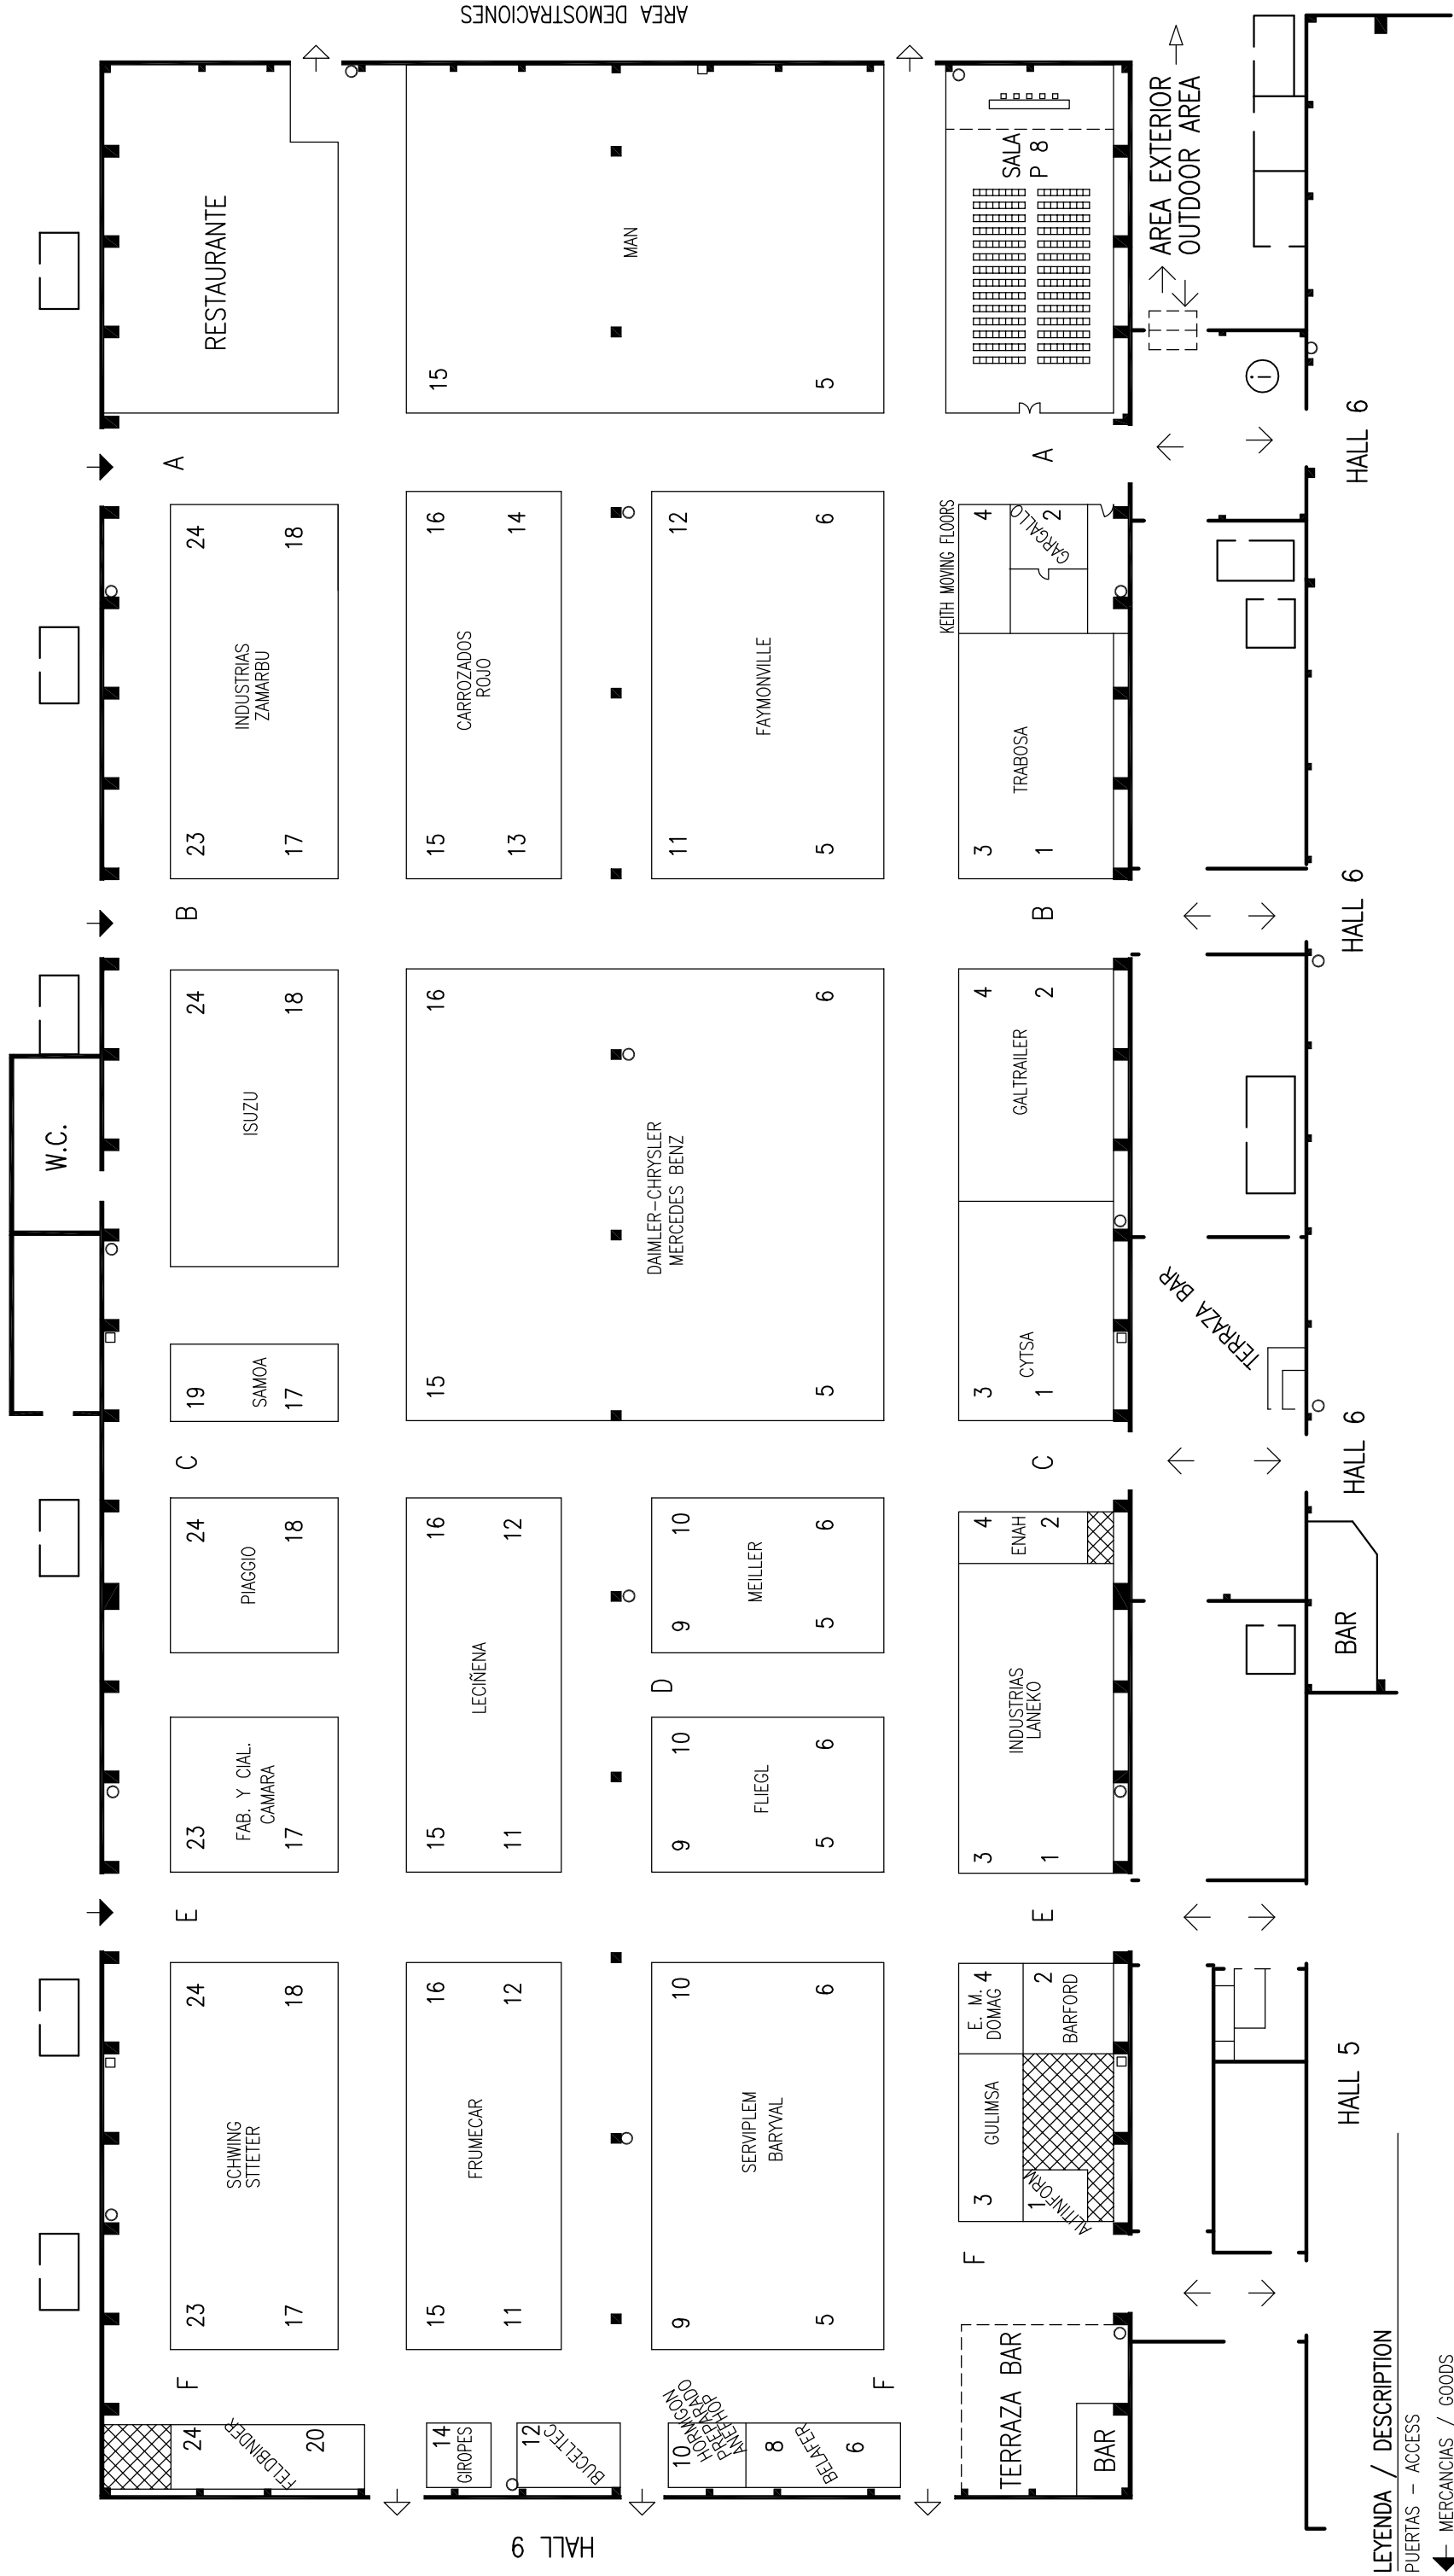 AREA DEMOSTRACIONES
RESTAURANTE
MAN
15
5
SALA
P 8
AREA EXTERIOR
OUTDOOR AREA
i
HALL 6
A
A
24
18
INDUSTRIAS
ZAMARBU
23
17
16
14
CARROZADOS
ROJO
15
13
12
6
FAYMONVILLE
11
5
KEITH MOVING FLOORS
4
2
GARGALLO
TRABOSA
3
1
B
B
HALL 6
W.C.
24
18
ISUZU
19
17
SAMOA
16
6
DAIMLER-CHRYSLER
MERCEDES BENZ
15
5
4
2
GALTRAILER
CYTSA
3
1
TERRAZA BAR
C
C
HALL 6
24
18
PIAGGIO
23
17
FAB. Y CIAL.
CAMARA
16
12
LECIÑENA
15
11
10
6
MEILLER
9
5
D
10
6
FLIEGL
9
5
4
2
ENAH
INDUSTRIAS
LANEKO
3
1
BAR
E
E
24
18
SCHWING
STTETER
23
17
16
12
FRUMECAR
15
11
10
6
SERVIPLEM
BARYVAL
9
5
E. M.
DOMAG
4
2
BARFORD
GULIMSA
3
1
ALITINFORM
HALL 5
F
F
F
24
20
FELDBINDER
14
GIROPES
12
BUCELTEC
10
HORMIGON
PREPARADO
ANEFHOP
8
6
BELAFER
TERRAZA BAR
BAR
HALL 9
LEYENDA / DESCRIPTION
PUERTAS - ACCESS
MERCANCIAS / GOODS